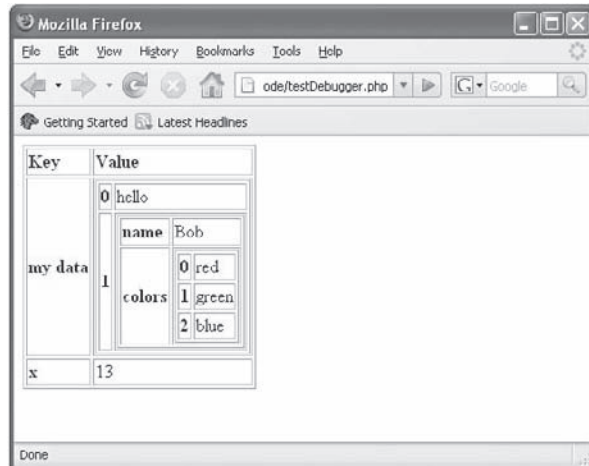 Mozilla Firefox
File Edit View History Bookmarks Tools Help
ode/testDebugger.php G Google
Getting Started Latest Headlines
Key Value
my data
0 hello
1
name Bob
colors
0 red
1 green
2 blue
x 13
Done